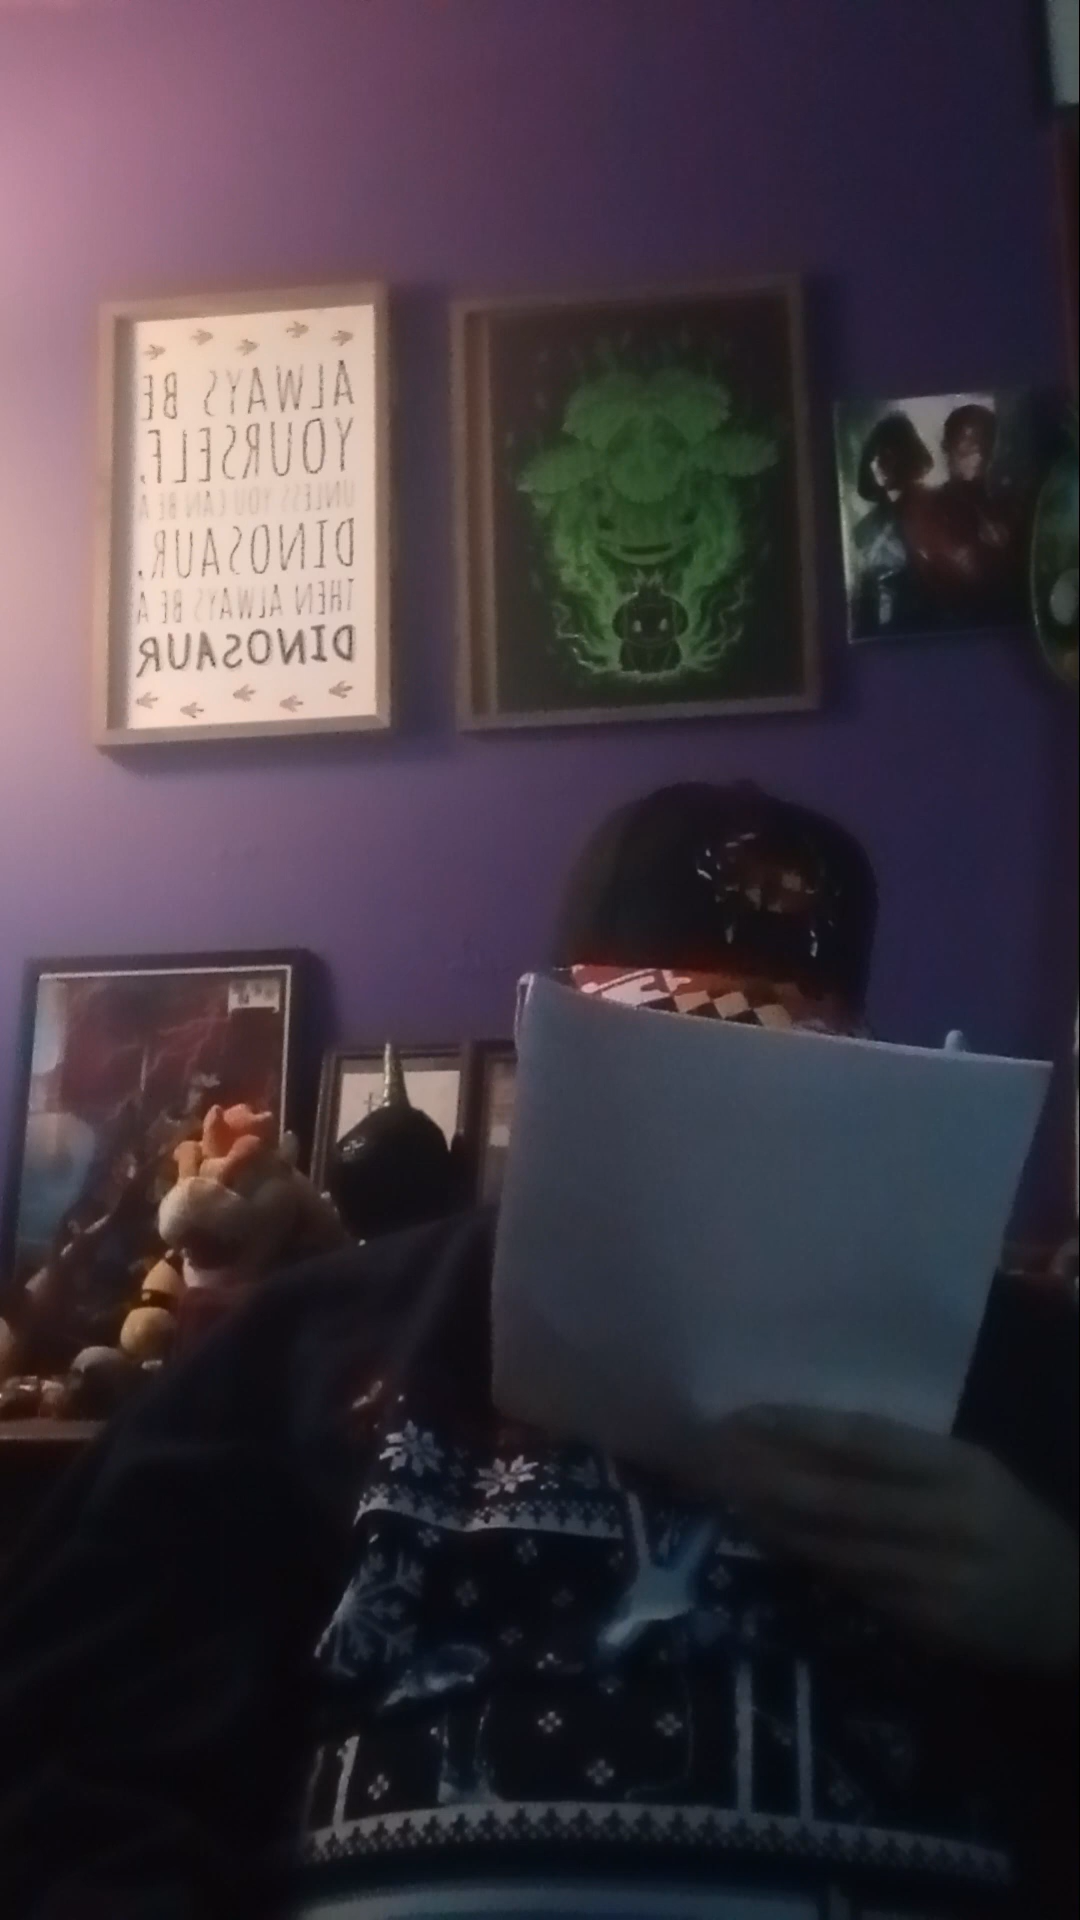 ALWAYS BE
YOURSELF,
UNLESS YOU CAN BE A
DINOSAUR,
THEN ALWAYS BE A
DINOSAUR